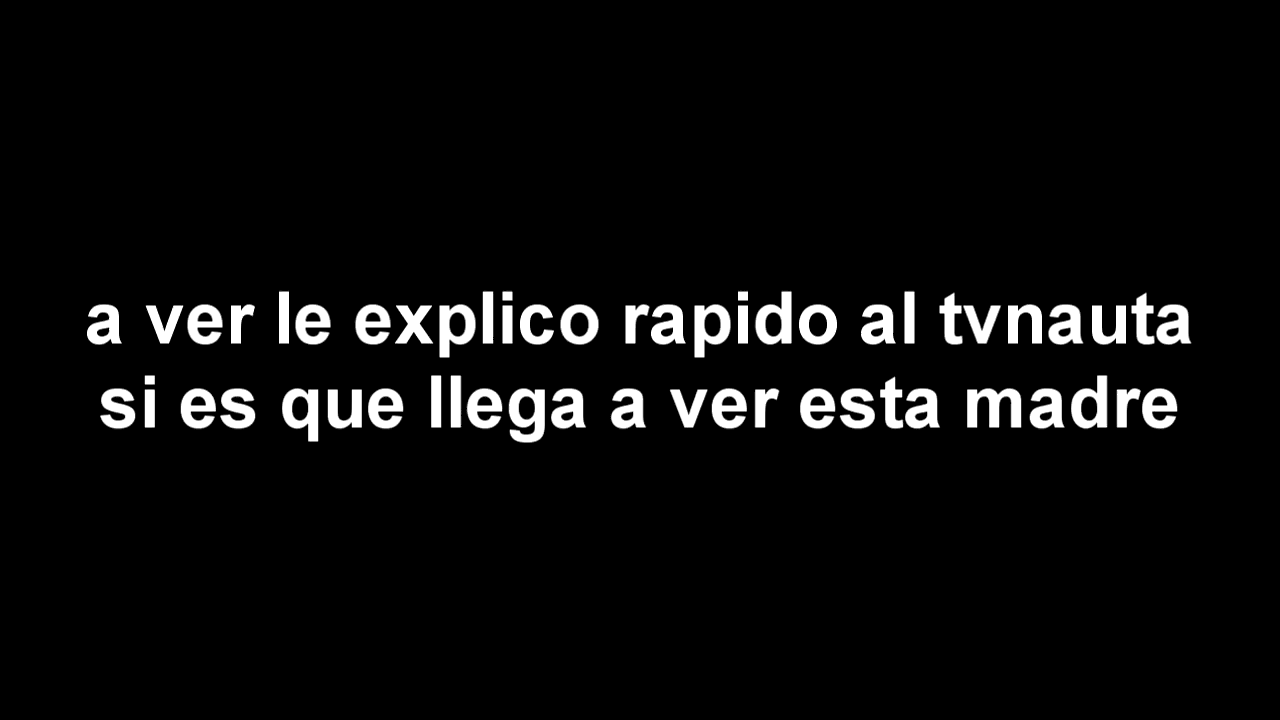 a ver le explico rapido al tvnauta
si es que llega a ver esta madre